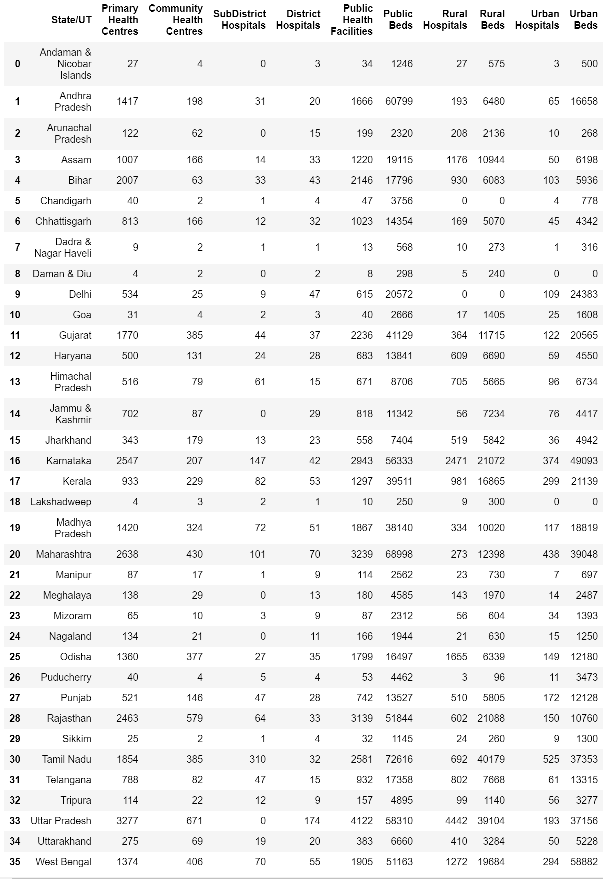 State/UT Primary Health Centres Community Health Centres SubDistrict Hospitals District Hospitals Public Health Facilities Public Beds Rural Hospitals Rural Beds Urban Hospitals Urban Beds
0 Andaman & Nicobar Islands 27 4 0 3 34 1246 27 575 3 500
1 Andhra Pradesh 1417 198 31 20 1666 60799 193 6480 65 16658
2 Arunachal Pradesh 122 62 0 15 199 2320 208 2136 10 268
3 Assam 1007 166 14 33 1220 19115 1176 10944 50 6198
4 Bihar 2007 63 33 43 2146 17796 930 6083 103 5936
5 Chandigarh 40 2 1 4 47 3756 0 0 4 778
6 Chhattisgarh 813 166 12 32 1023 14354 169 5070 45 4342
7 Dadra & Nagar Haveli 9 2 1 1 13 568 10 273 1 316
8 Daman & Diu 4 2 0 2 8 298 5 240 0 0
9 Delhi 534 25 9 47 615 20572 0 0 109 24383
10 Goa 31 4 2 3 40 2666 17 1405 25 1608
11 Gujarat 1770 385 44 37 2236 41129 364 11715 122 20565
12 Haryana 500 131 24 28 683 13841 609 6690 59 4550
13 Himachal Pradesh 516 79 61 15 671 8706 705 5665 96 6734
14 Jammu & Kashmir 702 87 0 29 818 11342 56 7234 76 4417
15 Jharkhand 343 179 13 23 558 7404 519 5842 36 4942
16 Karnataka 2547 207 147 42 2943 56333 2471 21072 374 49093
17 Kerala 933 229 82 53 1297 39511 981 16865 299 21139
18 Lakshadweep 4 3 2 1 10 250 9 300 0 0
19 Madhya Pradesh 1420 324 72 51 1867 38140 334 10020 117 18819
20 Maharashtra 2638 430 101 70 3239 68998 273 12398 438 39048
21 Manipur 87 17 1 9 114 2562 23 730 7 697
22 Meghalaya 138 29 0 13 180 4585 143 1970 14 2487
23 Mizoram 65 10 3 9 87 2312 56 604 34 1393
24 Nagaland 134 21 0 11 166 1944 21 630 15 1250
25 Odisha 1360 377 27 35 1799 16497 1655 6339 149 12180
26 Puducherry 40 4 5 4 53 4462 3 96 11 3473
27 Punjab 521 146 47 28 742 13527 510 5805 172 12128
28 Rajasthan 2463 579 64 33 3139 51844 602 21088 150 10760
29 Sikkim 25 2 1 4 32 1145 24 260 9 1300
30 Tamil Nadu 1854 385 310 32 2581 72616 692 40179 525 37353
31 Telangana 788 82 47 15 932 17358 802 7668 61 13315
32 Tripura 114 22 12 9 157 4895 99 1140 56 3277
33 Uttar Pradesh 3277 671 0 174 4122 58310 4442 39104 193 37156
34 Uttarakhand 275 69 19 20 383 6660 410 3284 50 5228
35 West Bengal 1374 406 70 55 1905 51163 1272 19684 294 58882